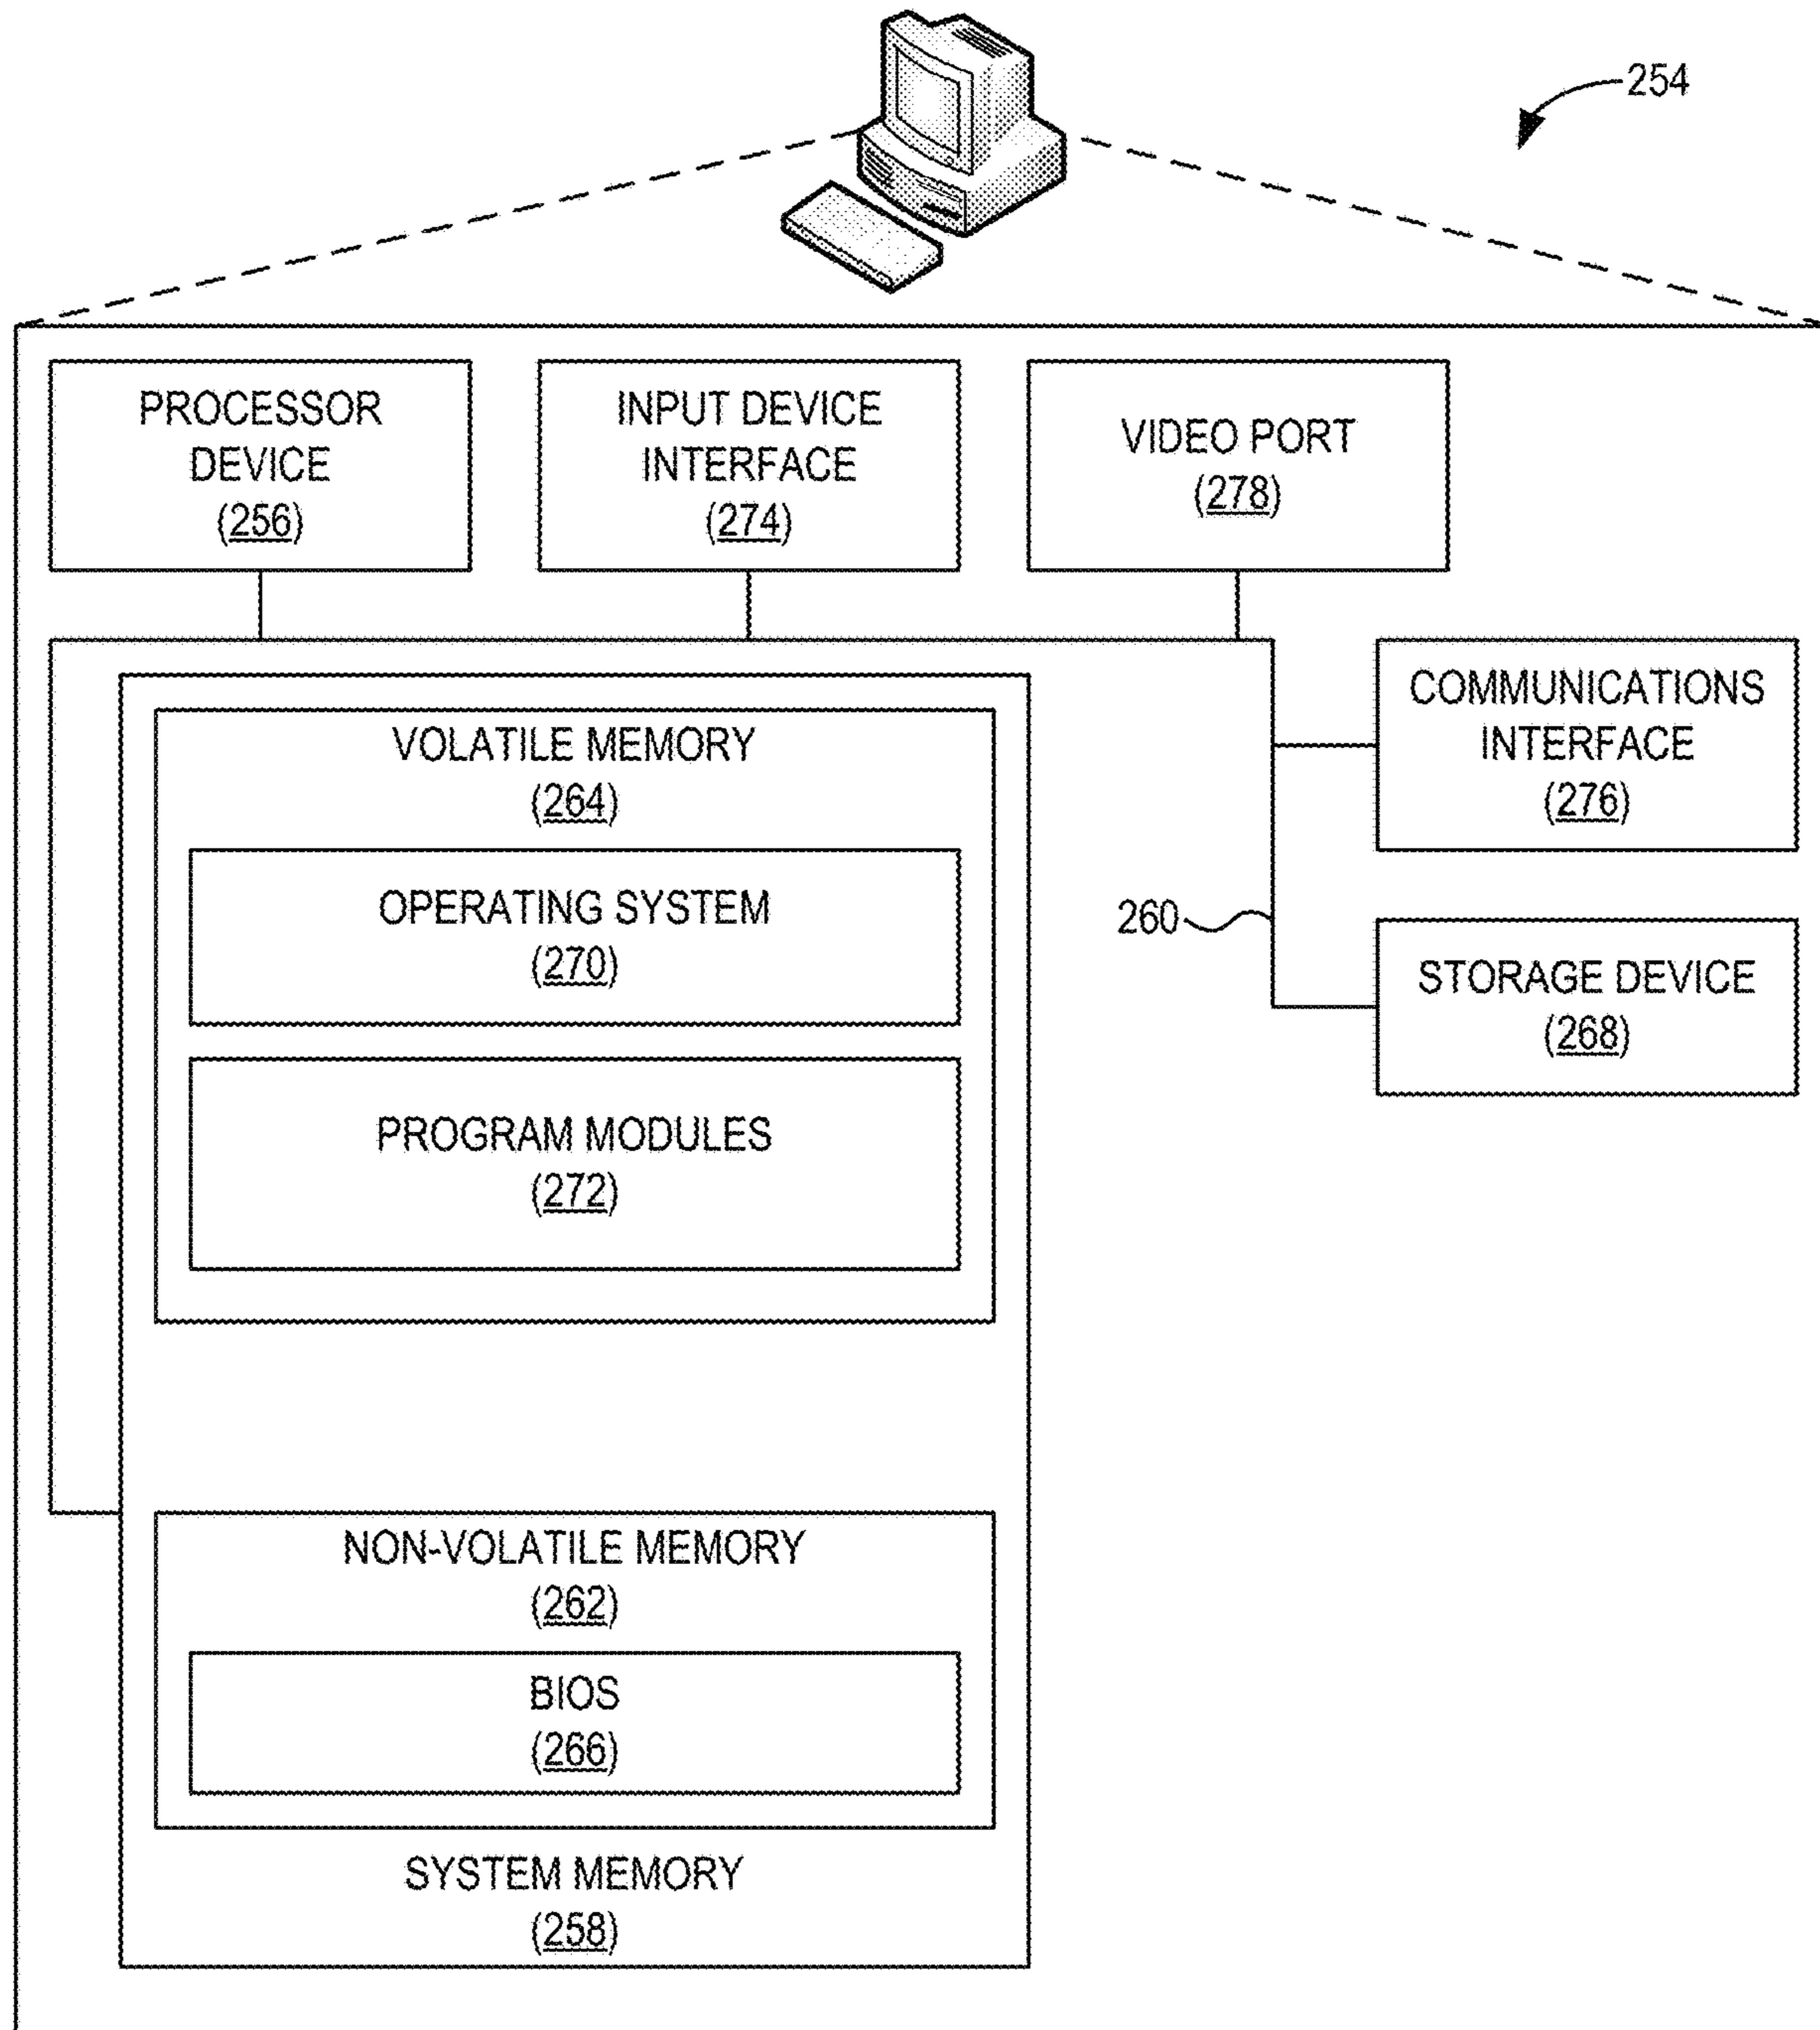 254
PROCESSOR
DEVICE
(256)
INPUT DEVICE
INTERFACE
(274)
VIDEO PORT
(278)
VOLATILE MEMORY
(264)
OPERATING SYSTEM
(270)
PROGRAM MODULES
(272)
COMMUNICATIONS
INTERFACE
(276)
260
STORAGE DEVICE
(268)
NON-VOLATILE MEMORY
(262)
BIOS
(266)
SYSTEM MEMORY
(258)